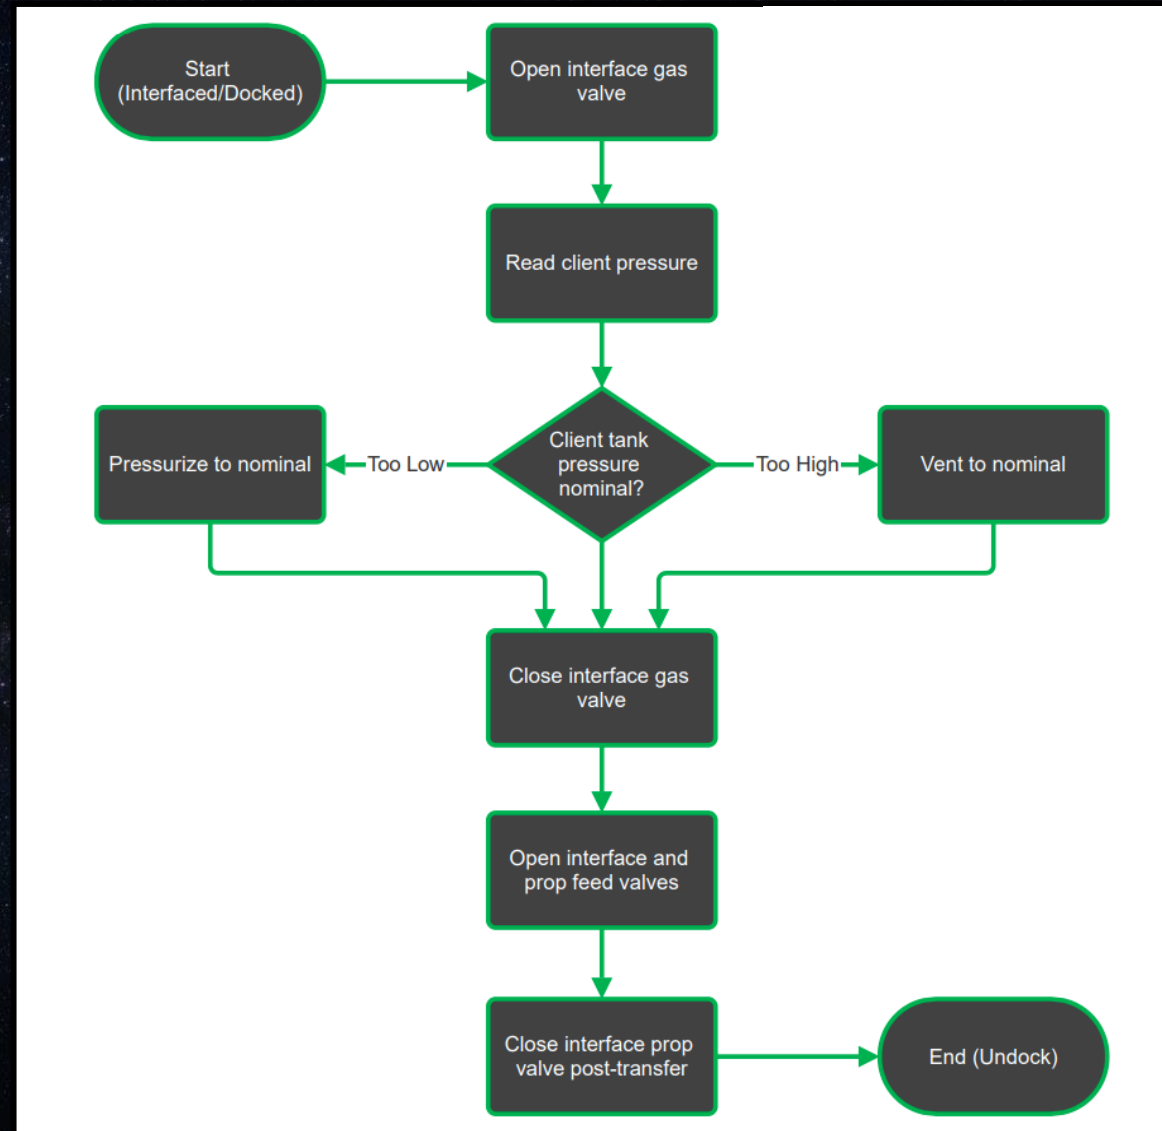 Start
(Interfaced/Docked)
Open interface gas
valve
Read client pressure
Client tank
pressure
nominal?
Too Low
Pressurize to nominal
Too High
Vent to nominal
Close interface gas
valve
Open interface and
prop feed valves
Close interface prop
valve post-transfer
End (Undock)